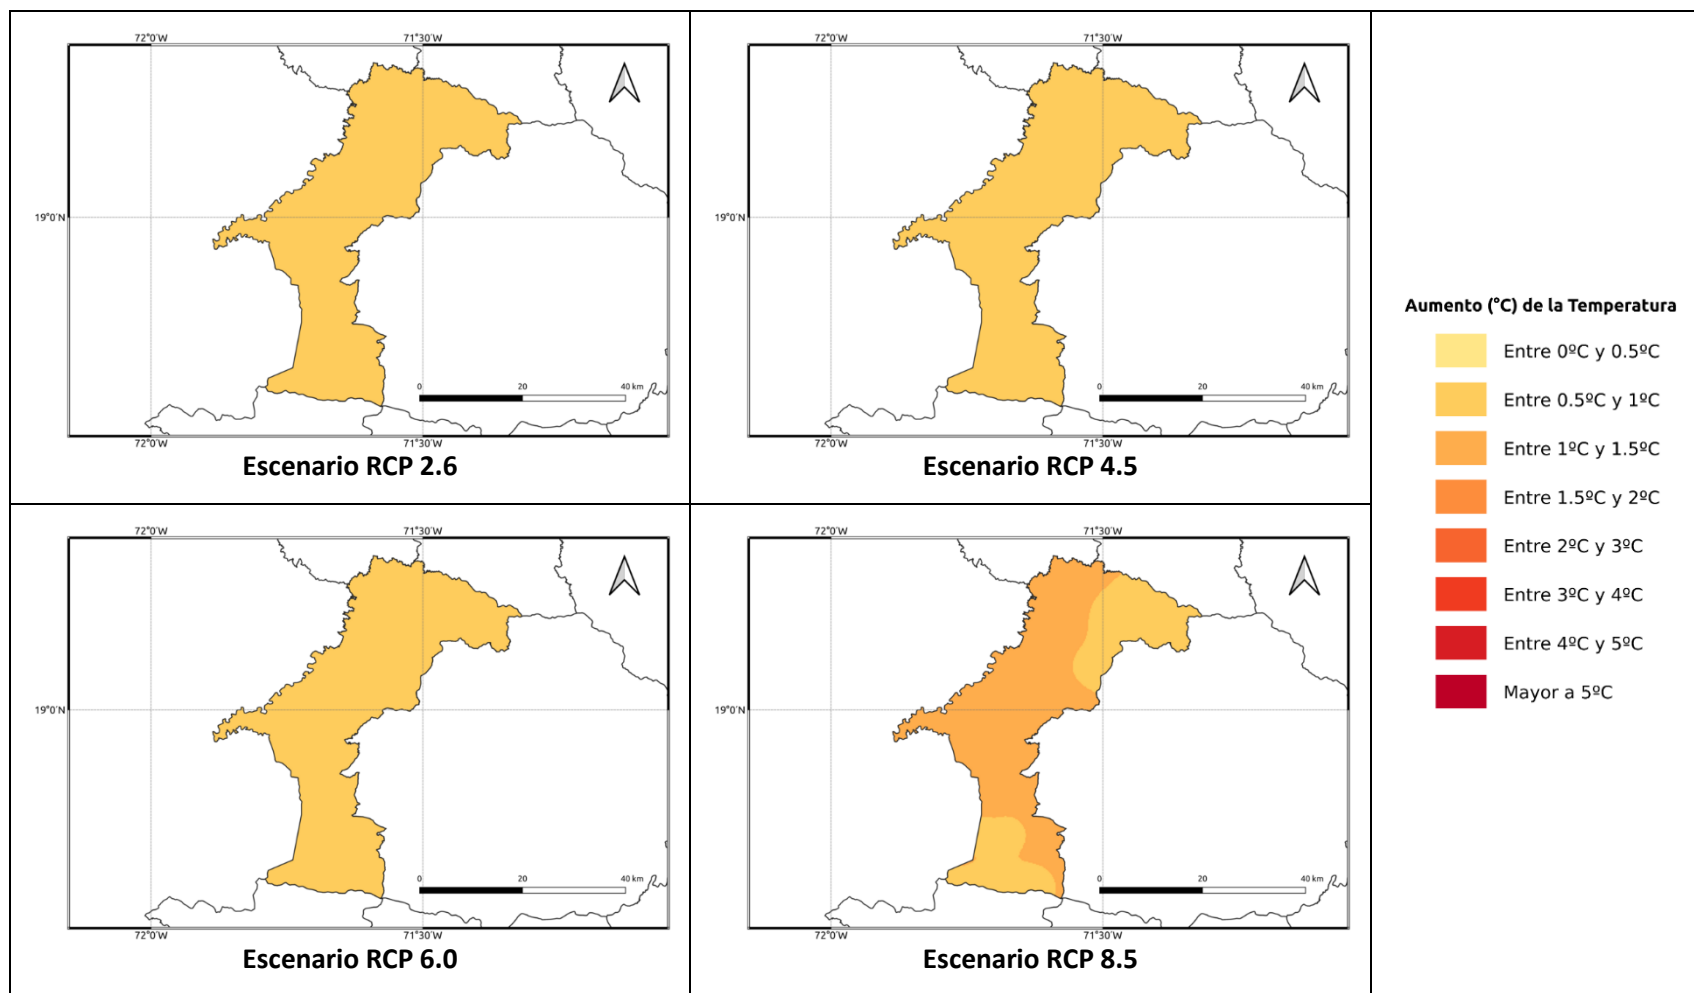 72°0'W 71°30'W
19°0'N
0 20 40 km
72°0'W 71°30'W
Escenario RCP 2.6
72°0'W 71°30'W
19°0'N
0 20 40 km
72°0'W 71°30'W
Escenario RCP 4.5
72°0'W 71°30'W
19°0'N
0 20 40 km
72°0'W 71°30'W
Escenario RCP 6.0
72°0'W 71°30'W
19°0'N
0 20 40 km
72°0'W 71°30'W
Escenario RCP 8.5
Aumento (°C) de la Temperatura
Entre 0ºC y 0.5ºC
Entre 0.5ºC y 1ºC
Entre 1ºC y 1.5ºC
Entre 1.5ºC y 2ºC
Entre 2ºC y 3ºC
Entre 3ºC y 4ºC
Entre 4ºC y 5ºC
Mayor a 5ºC